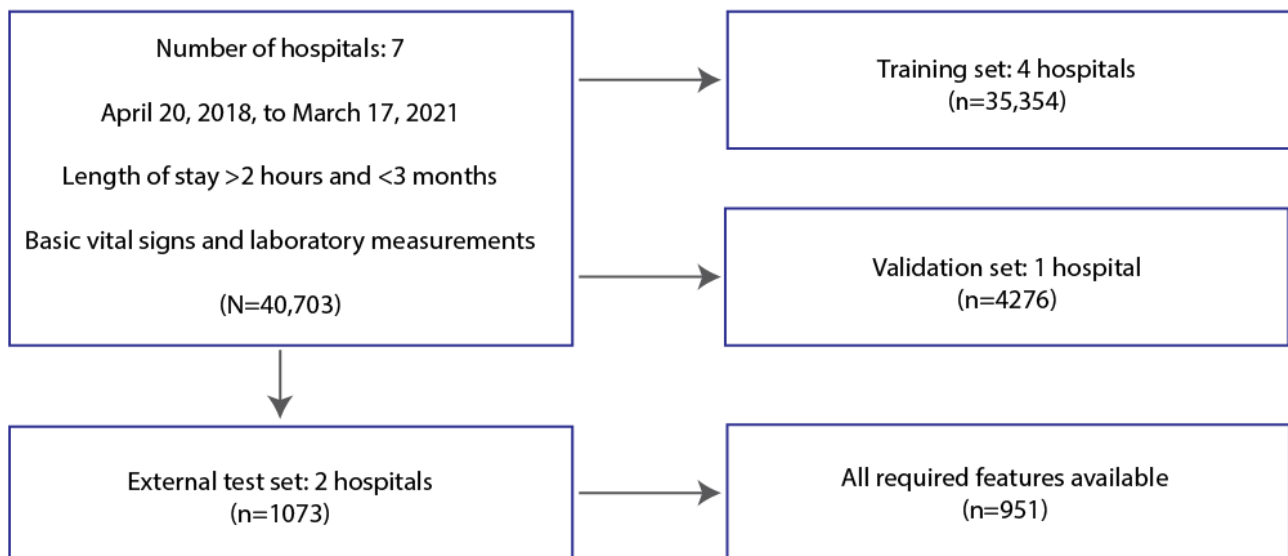 Number of hospitals: 7
April 20, 2018, to March 17, 2021
Length of stay >2 hours and <3 months
Basic vital signs and laboratory measurements
(N=40,703)
Training set: 4 hospitals
(n=35,354)
Validation set: 1 hospital
(n=4276)
External test set: 2 hospitals
(n=1073)
All required features available
(n=951)